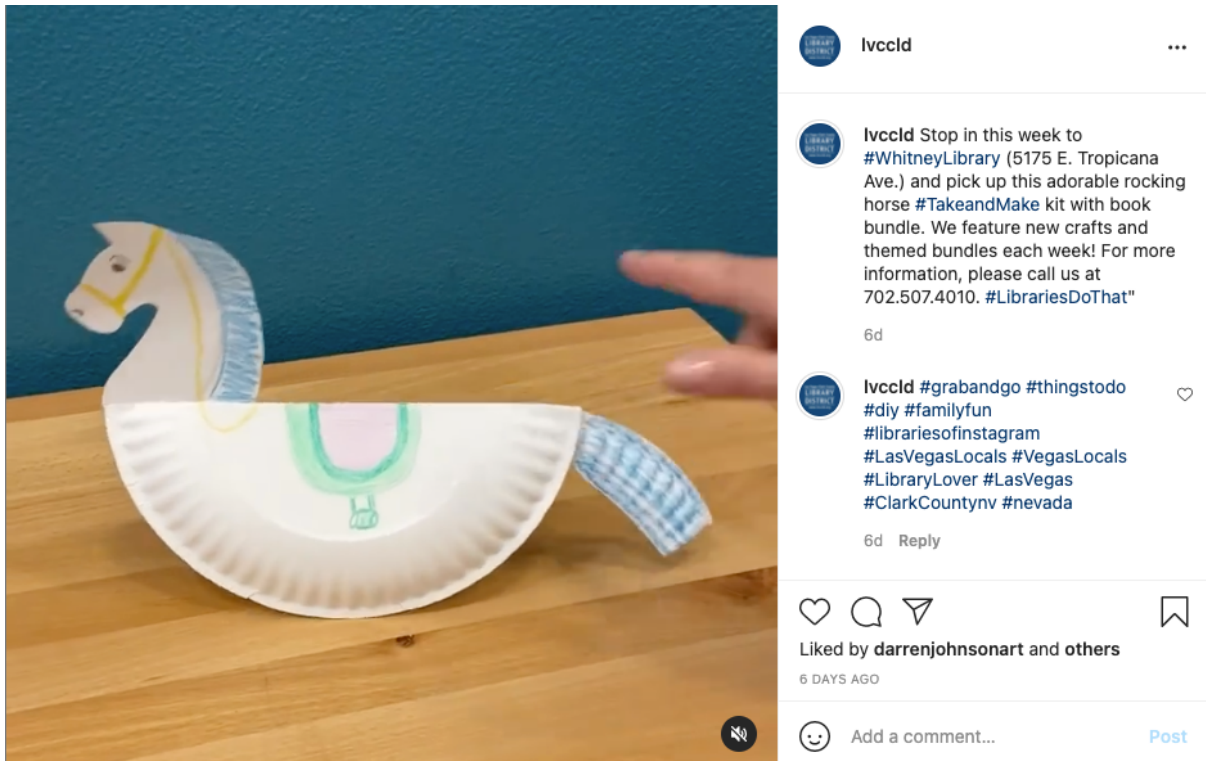 lvccld
lvccld Stop in this week to
#WhitneyLibrary (5175 E. Tropicana
Ave.) and pick up this adorable rocking
horse #TakeandMake kit with book
bundle. We feature new crafts and
themed bundles each week! For more
information, please call us at
702.507.4010. #LibrariesDoThat"
6d
lvccld #grabandgo #thingstodo
#diy #familyfun
#librariesofinstagram
#LasVegasLocals #VegasLocals
#LibraryLover #LasVegas
#ClarkCountynv #nevada
6d Reply
Liked by darrenjohnsonart and others
6 DAYS AGO
Add a comment... Post